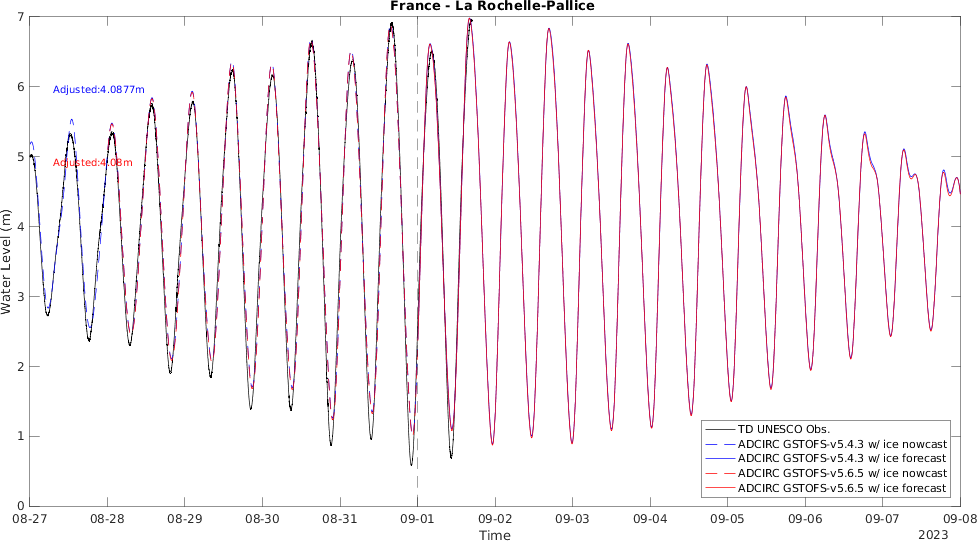 France - La Rochelle-Pallice
7
6
5
4
3
2
1
0
Water Level (m)
Adjusted:4.0877m
Adjusted:4.08m
TD UNESCO Obs.
ADCIRC GSTOFS-v5.4.3 w/ ice nowcast
ADCIRC GSTOFS-v5.4.3 w/ ice forecast
ADCIRC GSTOFS-v5.6.5 w/ ice nowcast
ADCIRC GSTOFS-v5.6.5 w/ ice forecast
08-27 08-28 08-29 08-30 08-31 09-01 09-02 09-03 09-04 09-05 09-06 09-07 09-08
Time
2023